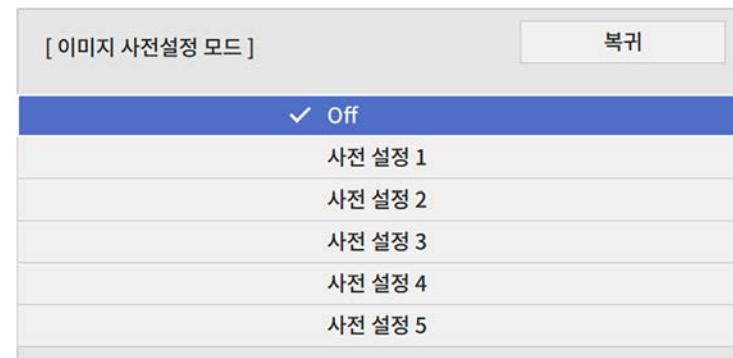 [ 이미지 사전설정 모드 ] 복귀
✓ Off
사전 설정 1
사전 설정 2
사전 설정 3
사전 설정 4
사전 설정 5